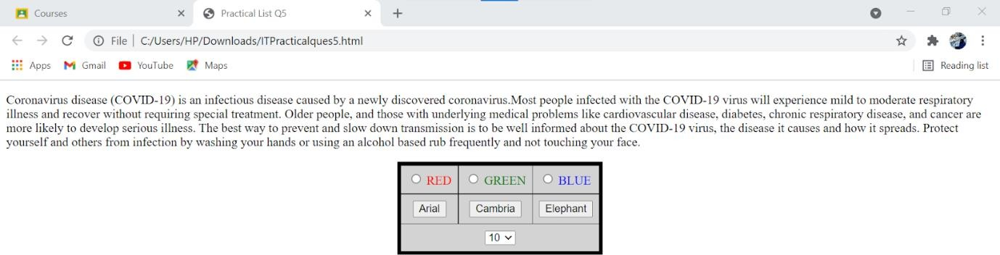 Courses
Practical List Q5
File | C:/Users/HP/Downloads/ITPracticalques5.html
Apps Gmail YouTube Maps Reading list
Coronavirus disease (COVID-19) is an infectious disease caused by a newly discovered coronavirus.Most people infected with the COVID-19 virus will experience mild to moderate respiratory
illness and recover without requiring special treatment. Older people, and those with underlying medical problems like cardiovascular disease, diabetes, chronic respiratory disease, and cancer are
more likely to develop serious illness. The best way to prevent and slow down transmission is to be well informed about the COVID-19 virus, the disease it causes and how it spreads. Protect
yourself and others from infection by washing your hands or using an alcohol based rub frequently and not touching your face.
RED GREEN BLUE
Arial Cambria Elephant
10